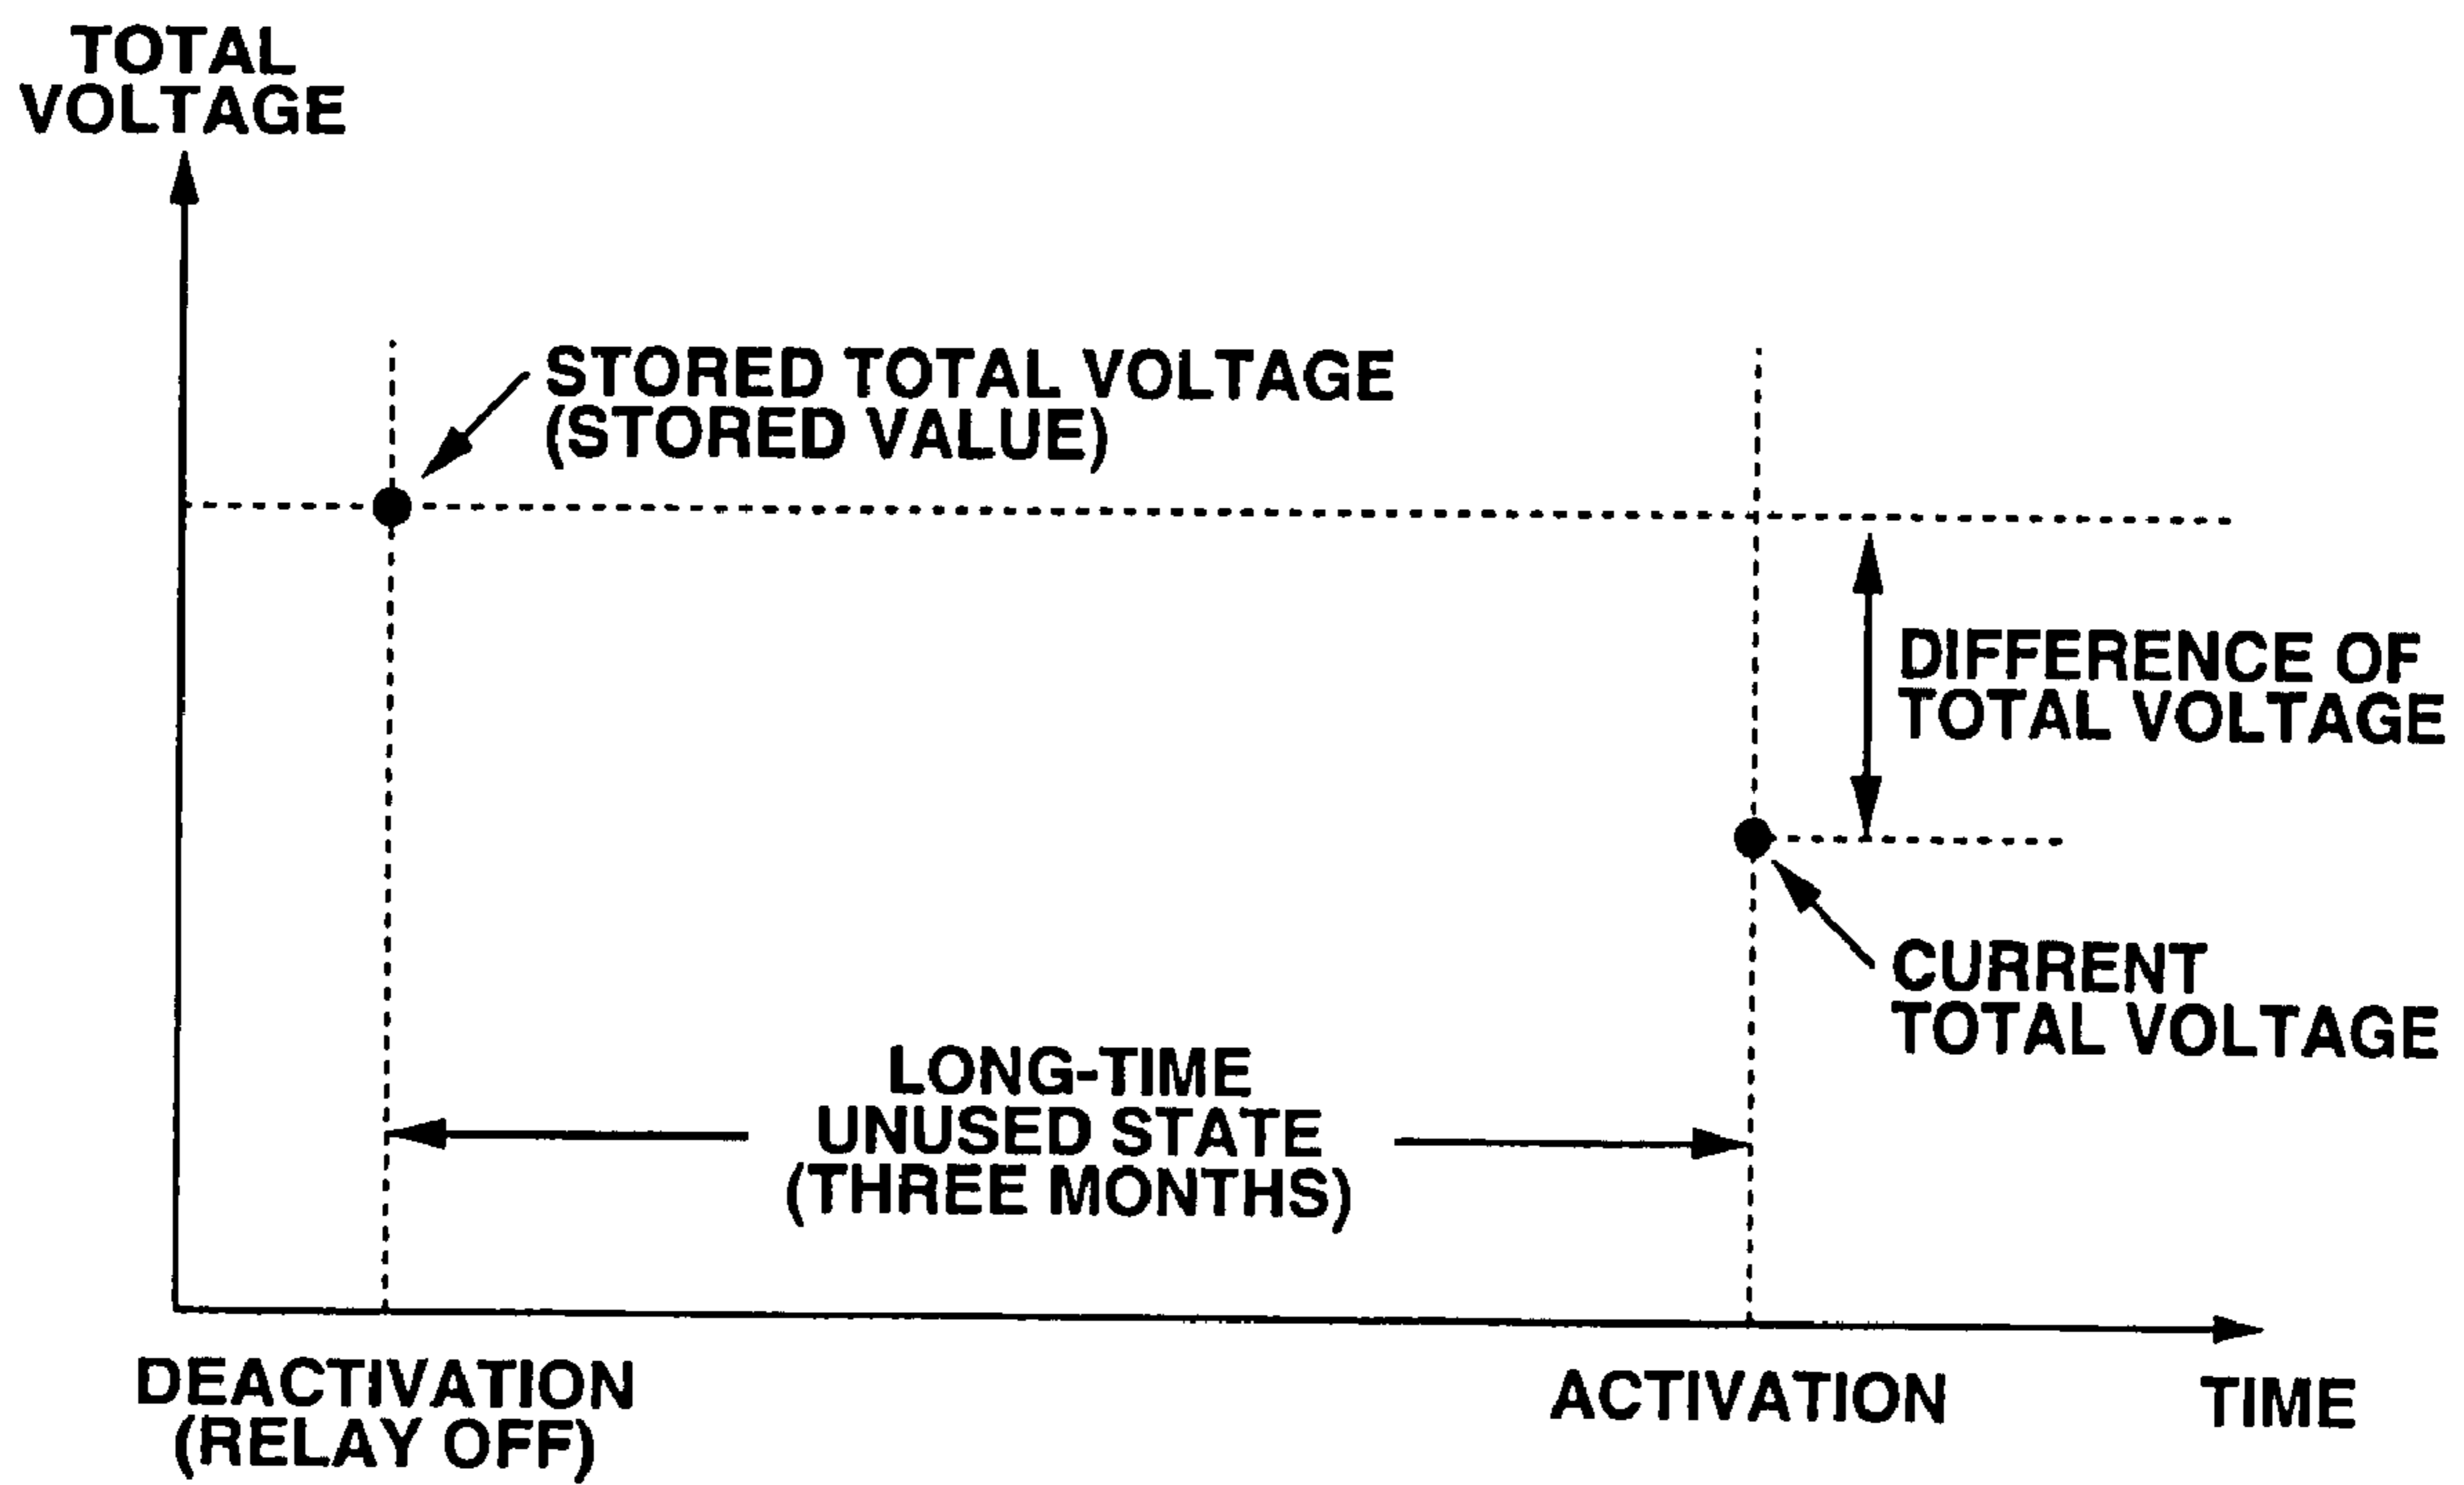 TOTAL
VOLTAGE
STORED TOTAL VOLTAGE
(STORED VALUE)
DIFFERENCE OF
TOTAL VOLTAGE
CURRENT
TOTAL VOLTAGE
LONG-TIME
UNUSED STATE
(THREE MONTHS)
DEACTIVATION
(RELAY OFF)
ACTIVATION
TIME